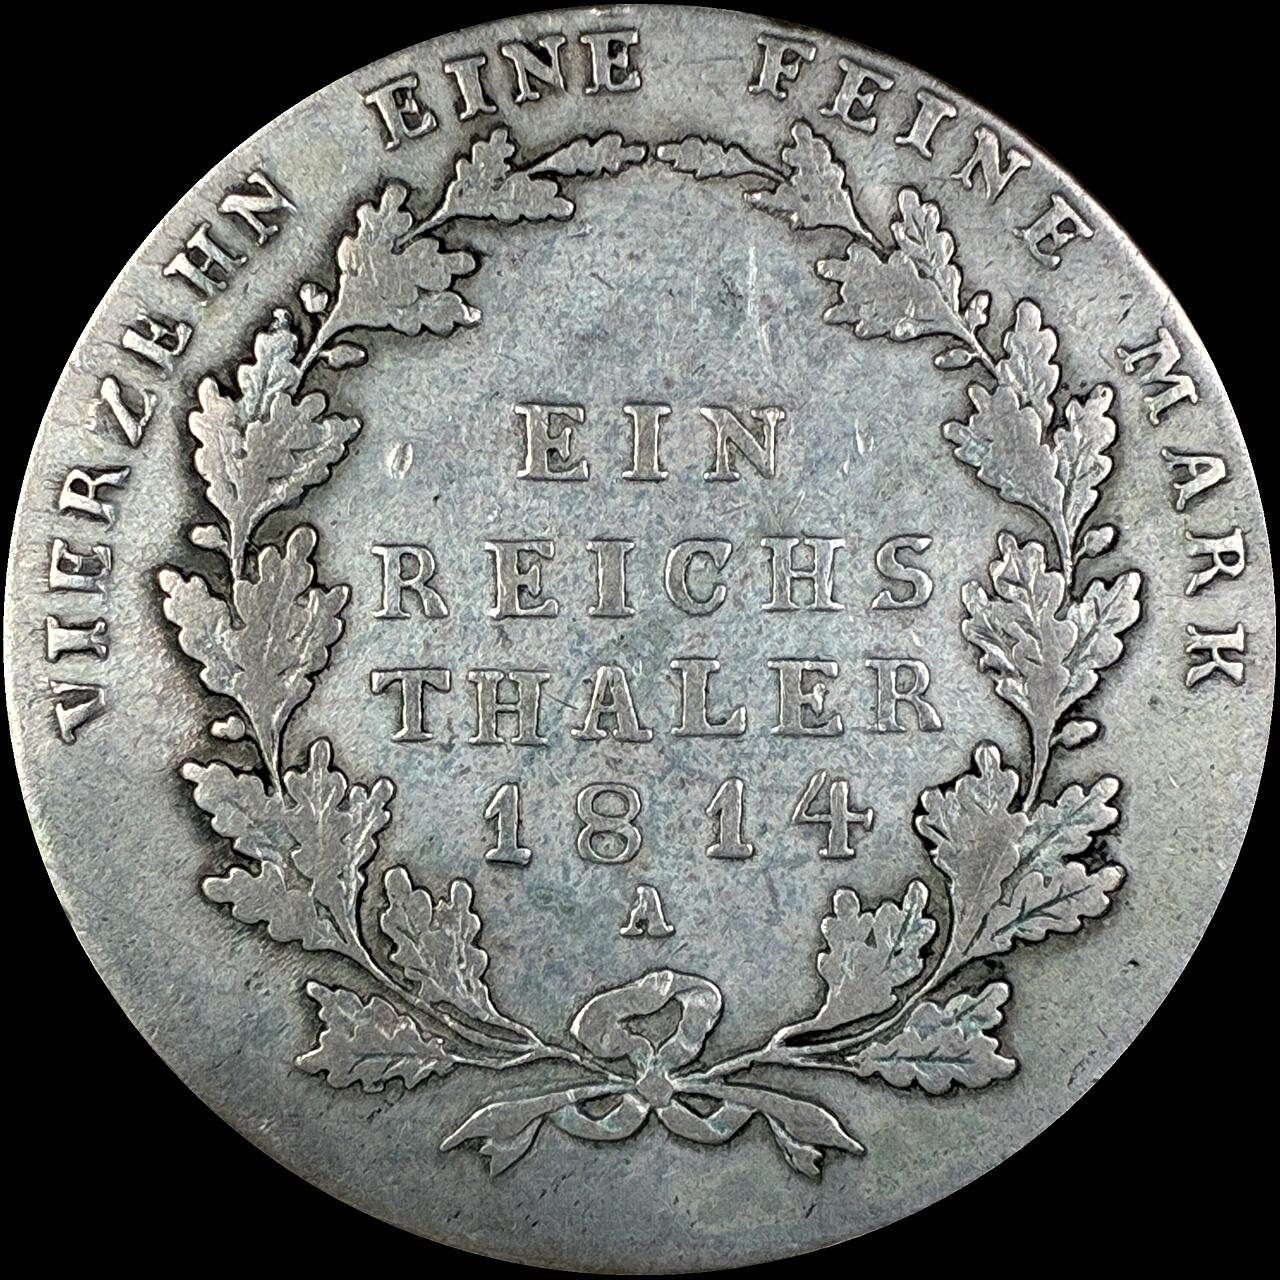 VIERZEHN EINE FEINE MARK
EIN
REICHS
THALER
1814
A